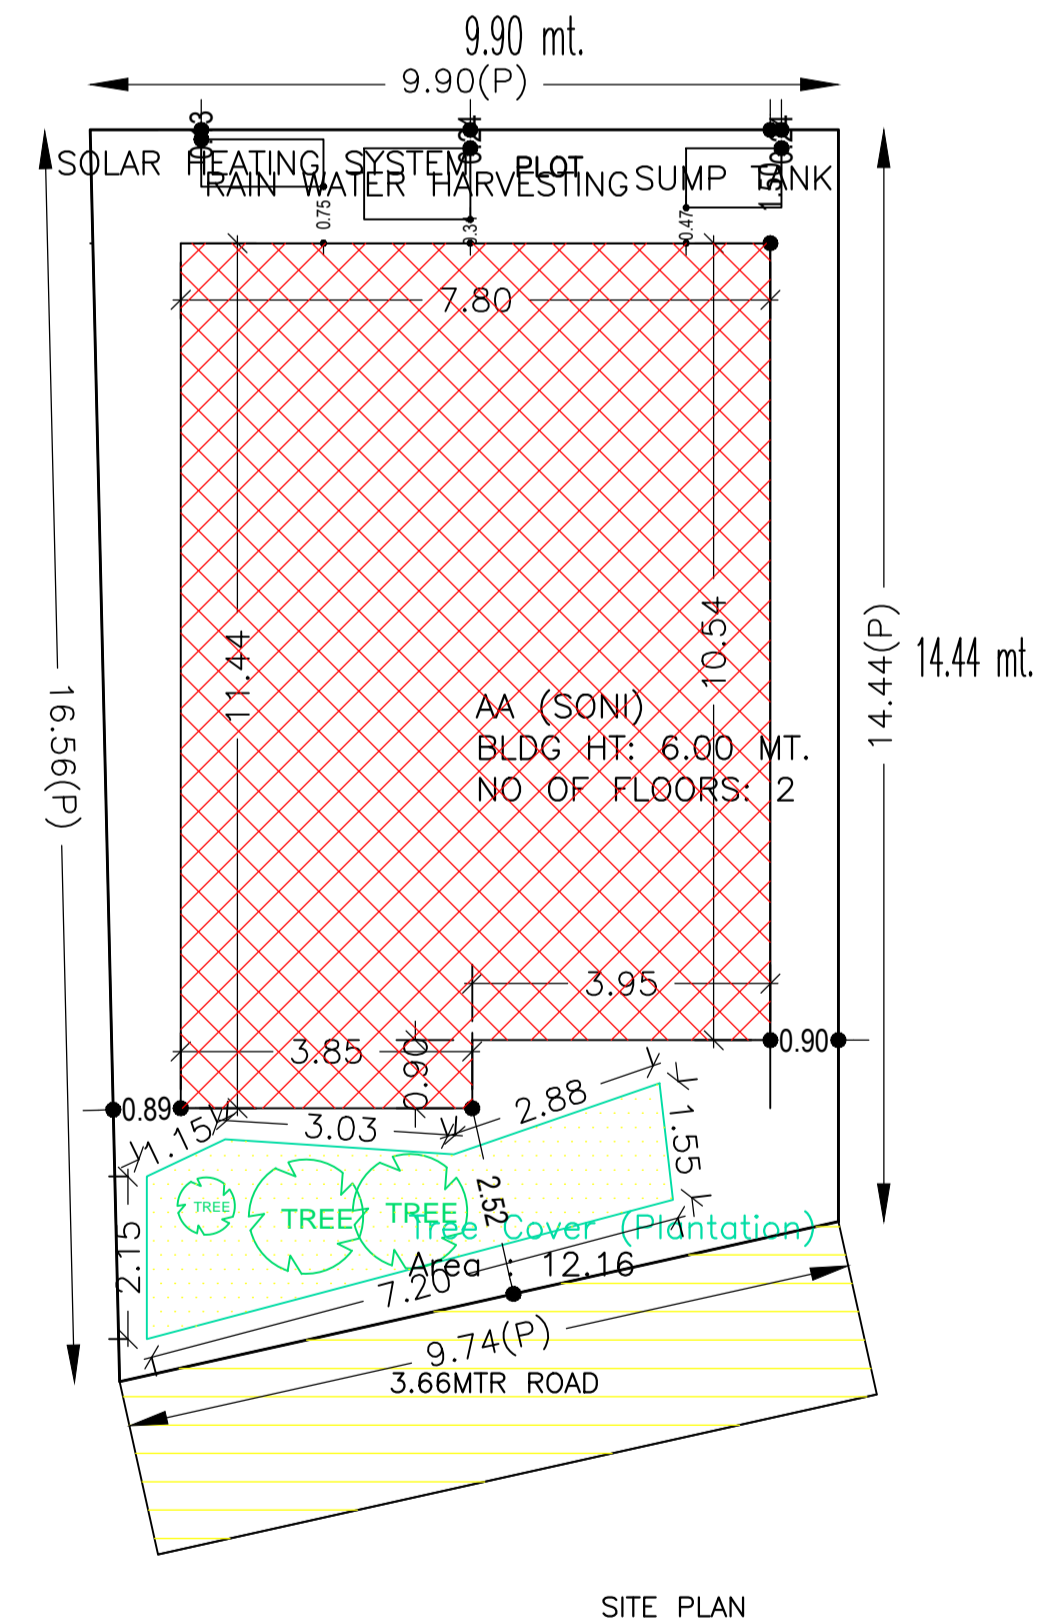 9.90 mt.
9.90(P)
SOLAR HEATING SYSTEM
PLOT
RAIN WATER HARVESTING
SUMP TANK
1.50
0.75
0.47
7.80
11.44
10.54
14.44(P)
14.44 mt.
16.56(P)
AA (SONI)
BLDG HT: 6.00 MT.
NO OF FLOORS: 2
3.95
3.85
0.90
0.90
0.89
1.15
3.03
2.88
1.55
2.52
2.15
TREE
TREE
TREE
Tree Cover (Plantation)
Area : 12.16
7.20
9.74(P)
3.66MTR ROAD
SITE PLAN